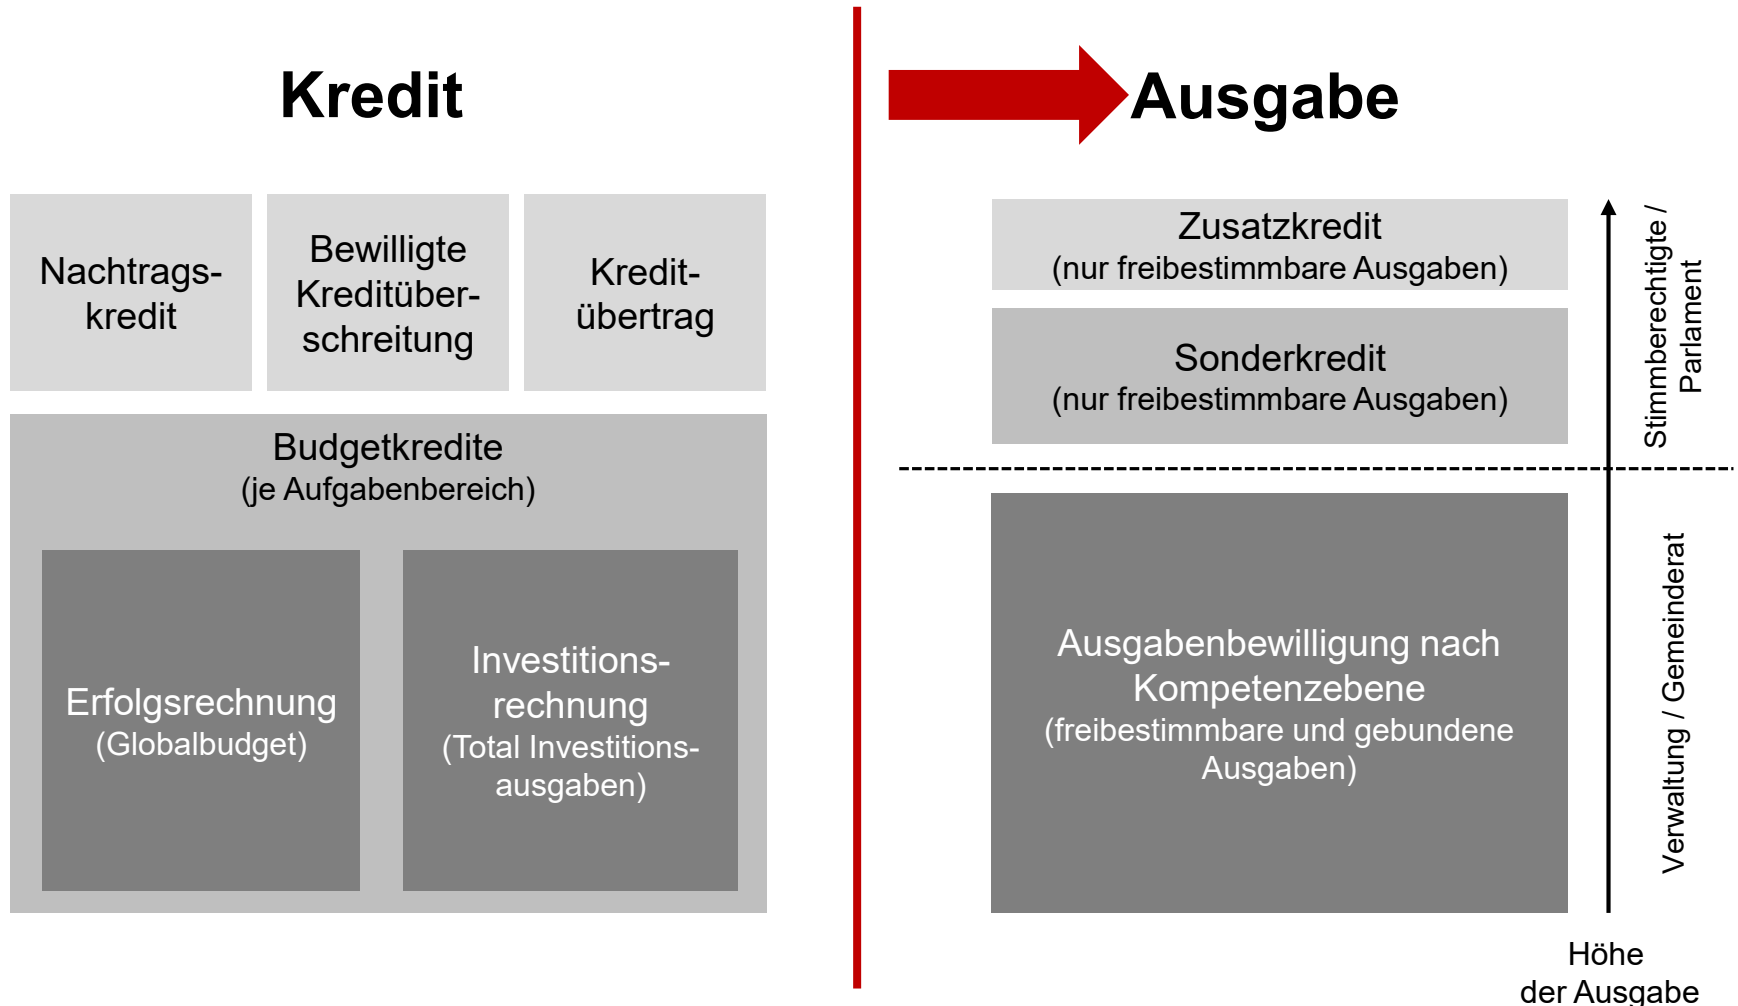 Kredit
Nachtrags-
kredit
Bewilligte
Kreditüber-
schreitung
Kredit-
übertrag
Budgetkredite
(je Aufgabenbereich)
Erfolgsrechnung
(Globalbudget)
Investitions-
rechnung
(Total Investitions-
ausgaben)
Ausgabe
Zusatzkredit
(nur freibestimmbare Ausgaben)
Sonderkredit
(nur freibestimmbare Ausgaben)
Ausgabenbewilligung nach
Kompetenzebene
(freibestimmbare und gebundene
Ausgaben)
Stimmberechtigte /
Parlament
Verwaltung / Gemeinderat
Höhe
der Ausgabe